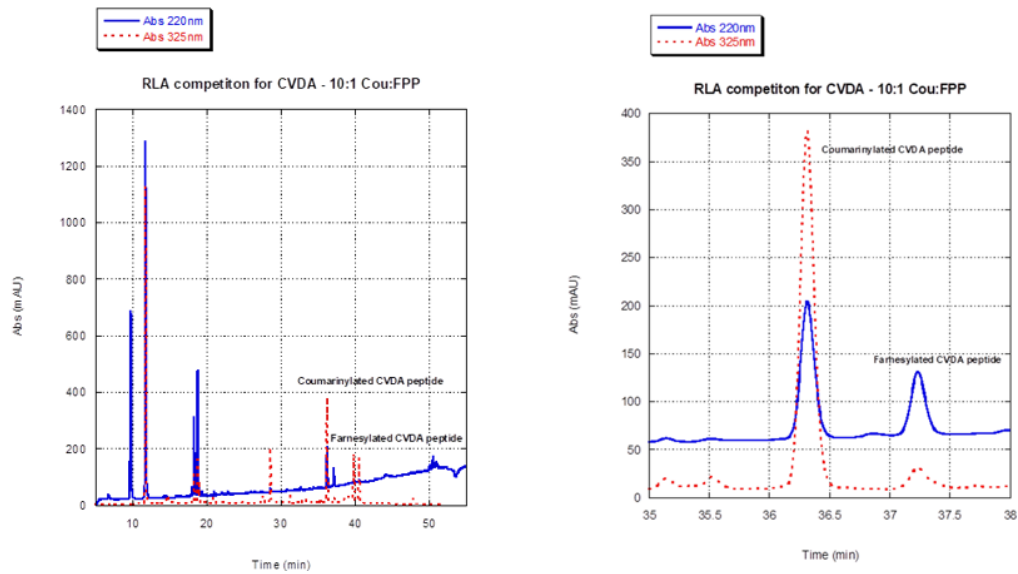 Abs 220nm
Abs 325nm
RLA competiton for CVDA - 10:1 Cou:FPP
1400
1200
1000
800
600
400
200
0
Abs (mAU)
Coumarinylated CVDA peptide
Farnesylated CVDA peptide
10 20 30 40 50
Time (min)
Abs 220nm
Abs 325nm
RLA competiton for CVDA - 10:1 Cou:FPP
400
350
300
250
200
150
100
50
0
Abs (mAU)
Coumarinylated CVDA peptide
Farnesylated CVDA peptide
35 35.5 36 36.5 37 37.5 38
Time (min)